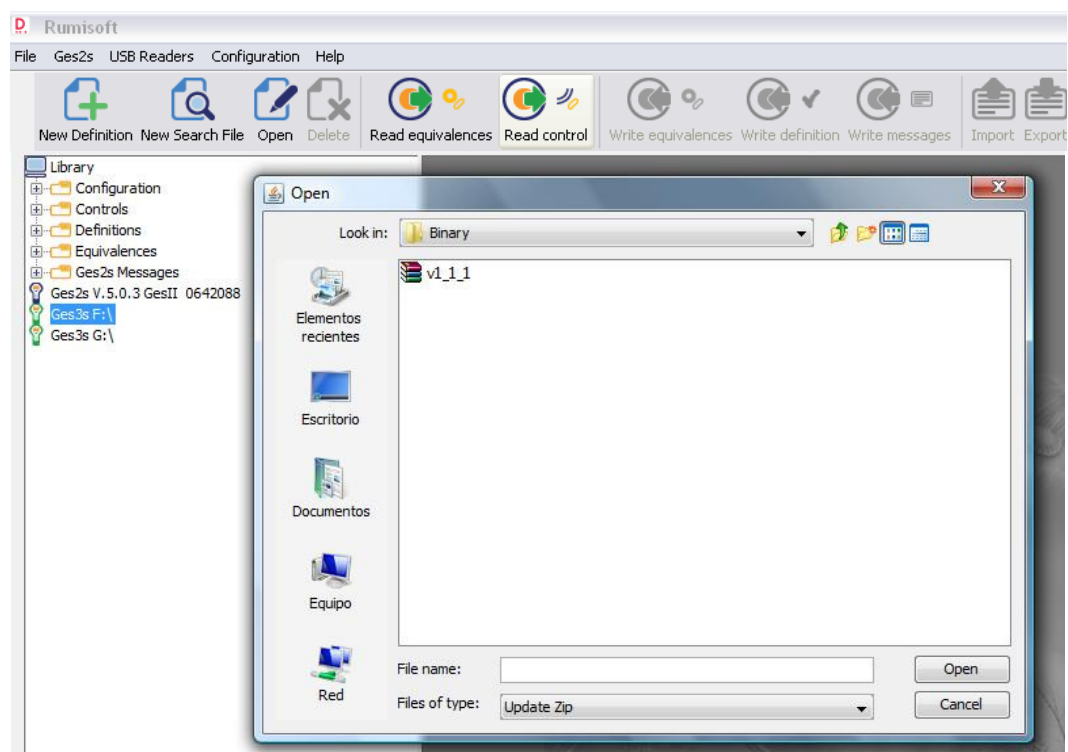 Rumisoft
File Ges2s USB Readers Configuration Help
New Definition New Search File Open Delete Read equivalences Read control Write equivalences Write definition Write messages Import Export
Library
Configuration
Controls
Definitions
Equivalences
Ges2s Messages
Ges2s V.5.0.3 GesII 0642088
Ges3s F:\
Ges3s G:\
Open
Look in: Binary
v1_1_1
Elementos
recientes
Escritorio
Documentos
Equipo
Red
File name:
Open
Files of type: Update Zip
Cancel